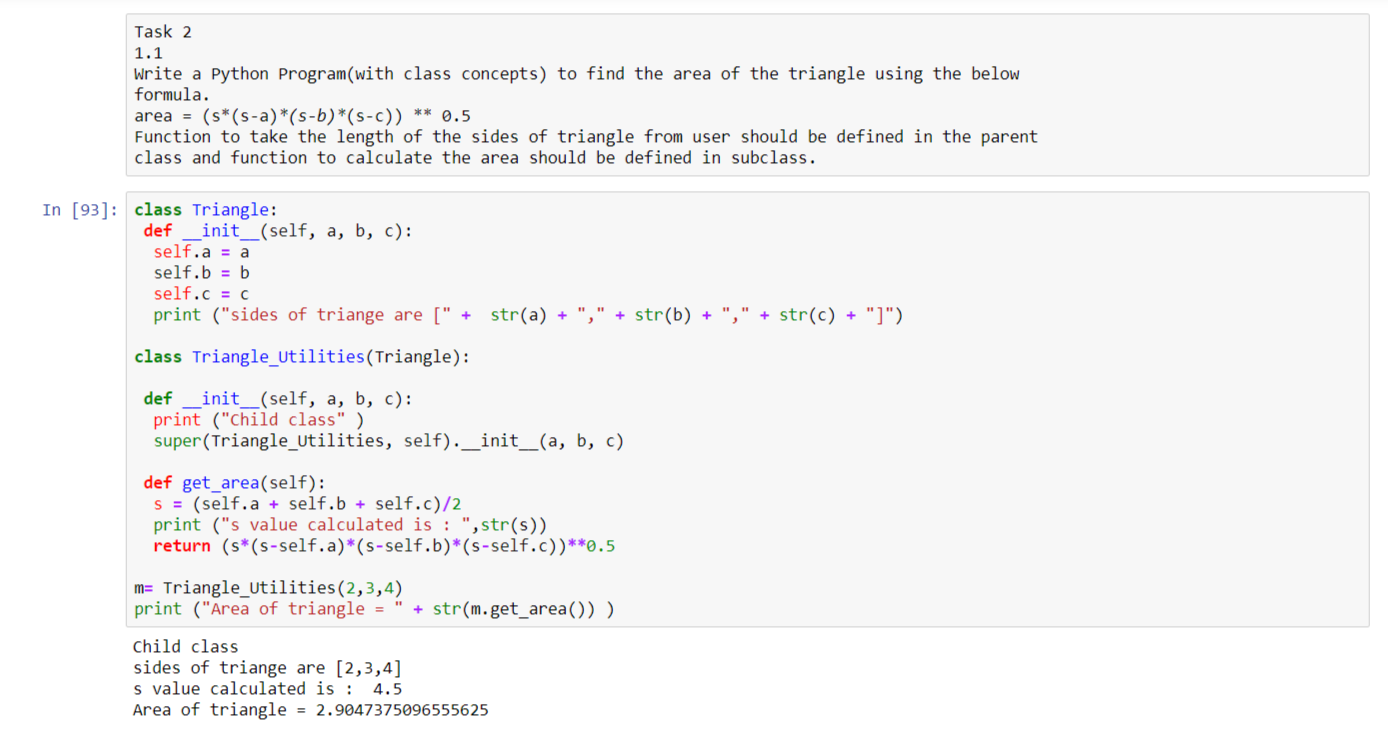 Task 2
1.1
Write a Python Program(with class concepts) to find the area of the triangle using the below
formula.
area = (s*(s-a)*(s-b)*(s-c)) ** 0.5
Function to take the length of the sides of triangle from user should be defined in the parent
class and function to calculate the area should be defined in subclass.
In [93]: class Triangle:
 def __init__(self, a, b, c):
  self.a = a
  self.b = b
  self.c = c
  print ("sides of triange are [" +  str(a) + "," + str(b) + "," + str(c) + "]")
class Triangle_Utilities(Triangle):
 def __init__(self, a, b, c):
  print ("Child class" )
  super(Triangle_Utilities, self).__init__(a, b, c)
 def get_area(self):
  s = (self.a + self.b + self.c)/2
  print ("s value calculated is : ",str(s))
  return (s*(s-self.a)*(s-self.b)*(s-self.c))**0.5
m= Triangle_Utilities(2,3,4)
print ("Area of triangle = " + str(m.get_area()) )
Child class
sides of triange are [2,3,4]
s value calculated is :  4.5
Area of triangle = 2.9047375096555625